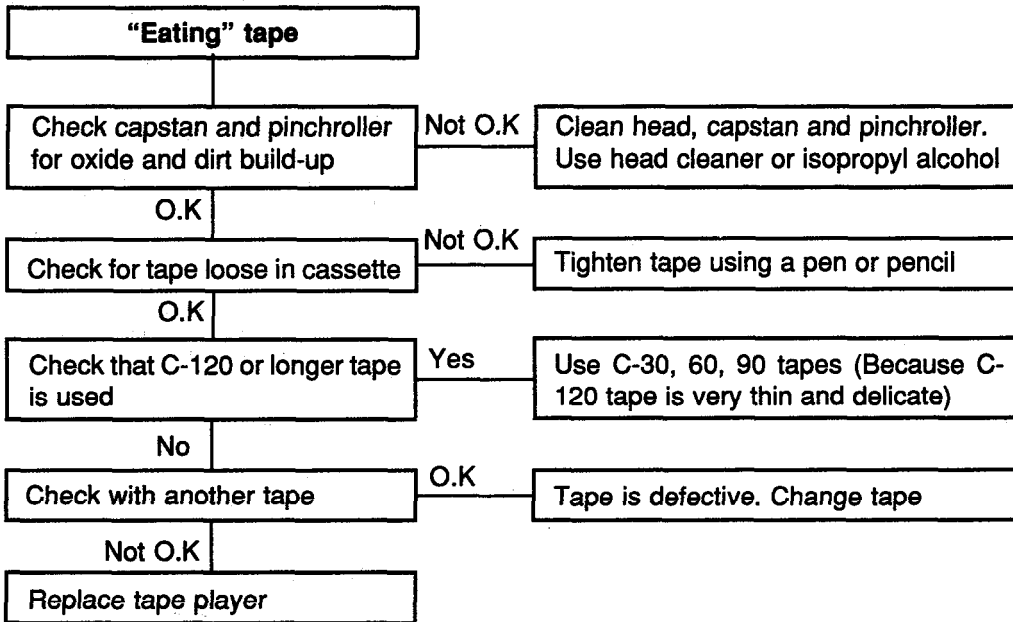 “Eating” tape
Check capstan and pinchroller
for oxide and dirt build-up
Not O.K
Clean head, capstan and pinchroller.
Use head cleaner or isopropyl alcohol
O.K
Check for tape loose in cassette
Not O.K
Tighten tape using a pen or pencil
O.K
Check that C-120 or longer tape
is used
Yes
Use C-30, 60, 90 tapes (Because C-
120 tape is very thin and delicate)
No
Check with another tape
O.K
Tape is defective. Change tape
Not O.K
Replace tape player